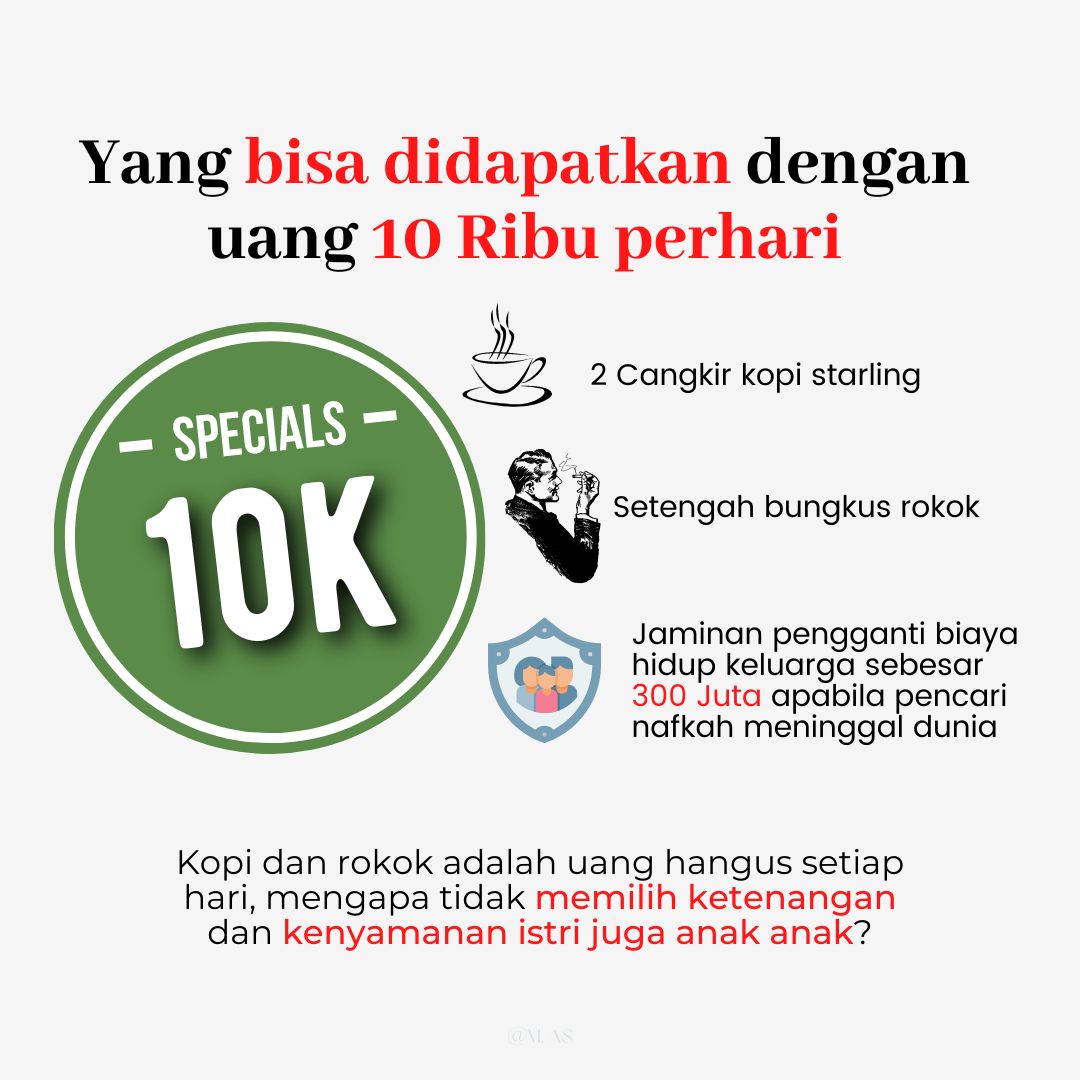 Yang bisa didapatkan dengan
uang 10 Ribu perhari
SPECIALS
10K
2 Cangkir kopi starling
Setengah bungkus rokok
Jaminan pengganti biaya
hidup keluarga sebesar
300 Juta apabila pencari
nafkah meninggal dunia
Kopi dan rokok adalah uang hangus setiap
hari, mengapa tidak memilih ketenangan
dan kenyamanan istri juga anak anak?